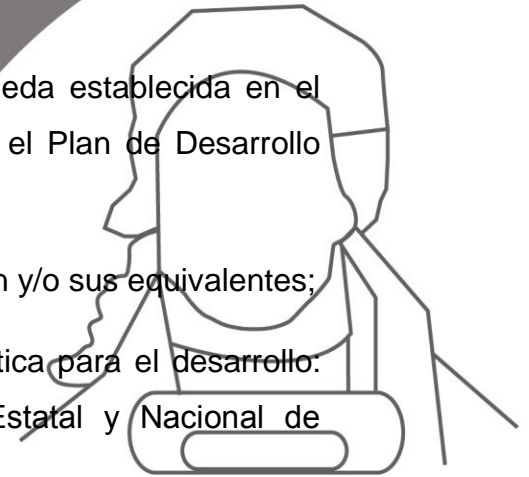 eda establecida en el
el Plan de Desarrollo
n y/o sus equivalentes;
tica para el desarrollo:
Estatal y Nacional de